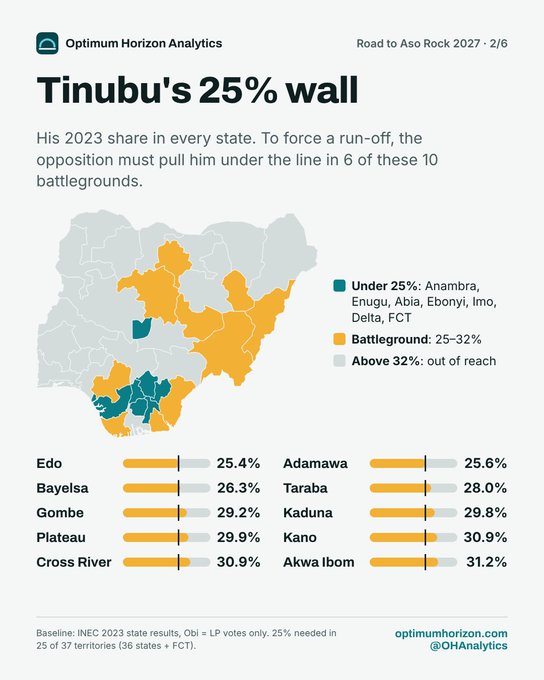 Optimum Horizon Analytics
Road to Aso Rock 2027 · 2/6
Tinubu's 25% wall
His 2023 share in every state. To force a run-off, the
opposition must pull him under the line in 6 of these 10
battlegrounds.
Under 25%: Anambra,
Enugu, Abia, Ebonyi, Imo,
Delta, FCT
Battleground: 25–32%
Above 32%: out of reach
Edo 25.4%
Adamawa 25.6%
Bayelsa 26.3%
Taraba 28.0%
Gombe 29.2%
Kaduna 29.8%
Plateau 29.9%
Kano 30.9%
Cross River 30.9%
Akwa Ibom 31.2%
Baseline: INEC 2023 state results, Obi = LP votes only. 25% needed in
25 of 37 territories (36 states + FCT).
optimumhorizon.com
@OHAnalytics